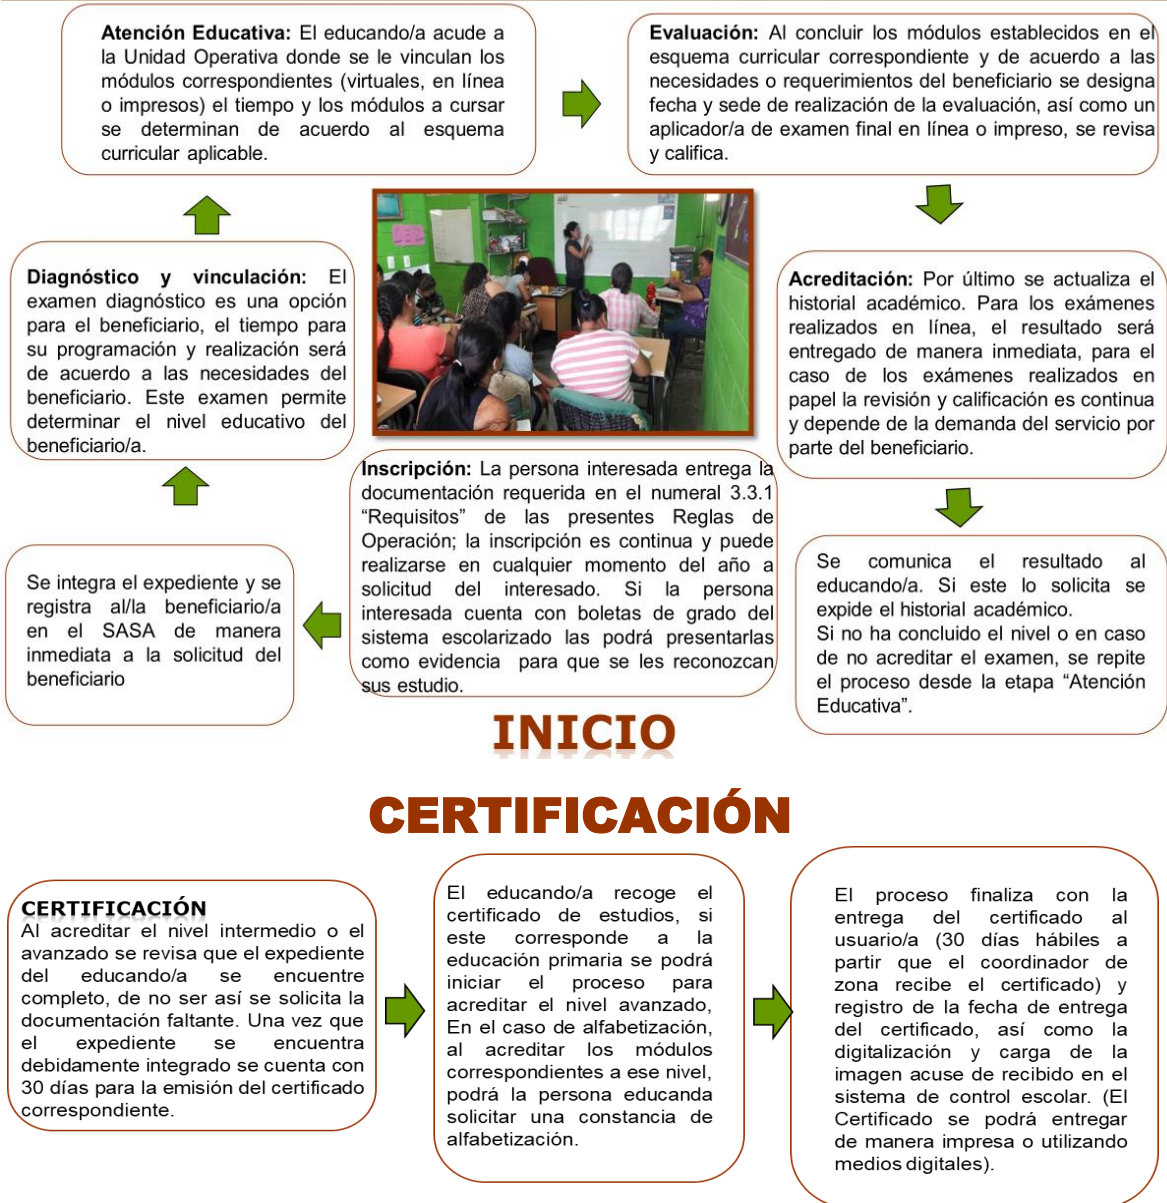 Atención Educativa: El educando/a acude a
la Unidad Operativa donde se le vinculan los
módulos correspondientes (virtuales, en línea
o impresos) el tiempo y los módulos a cursar
se determinan de acuerdo al esquema
curricular aplicable.
Evaluación: Al concluir los módulos establecidos en el
esquema curricular correspondiente y de acuerdo a las
necesidades o requerimientos del beneficiario se designa
fecha y sede de realización de la evaluación, así como un
aplicador/a de examen final en línea o impreso, se revisa
y califica.
Diagnóstico y vinculación: El
examen diagnóstico es una opción
para el beneficiario, el tiempo para
su programación y realización será
de acuerdo a las necesidades del
beneficiario. Este examen permite
determinar el nivel educativo del
beneficiario/a.
Acreditación: Por último se actualiza el
historial académico. Para los exámenes
realizados en línea, el resultado será
entregado de manera inmediata, para el
caso de los exámenes realizados en
papel la revisión y calificación es continua
y depende de la demanda del servicio por
parte del beneficiario.
Inscripción: La persona interesada entrega la
documentación requerida en el numeral 3.3.1
“Requisitos” de las presentes Reglas de
Operación; la inscripción es continua y puede
realizarse en cualquier momento del año a
solicitud del interesado. Si la persona
interesada cuenta con boletas de grado del
sistema escolarizado las podrá presentarlas
como evidencia para que se les reconozcan
sus estudio.
Se integra el expediente y se
registra al/la beneficiario/a
en el SASA de manera
inmediata a la solicitud del
beneficiario
Se comunica el resultado al
educando/a. Si este lo solicita se
expide el historial académico.
Si no ha concluido el nivel o en caso
de no acreditar el examen, se repite
el proceso desde la etapa “Atención
Educativa”.
INICIO
CERTIFICACIÓN
CERTIFICACIÓN
Al acreditar el nivel intermedio o el
avanzado se revisa que el expediente
del educando/a se encuentre
completo, de no ser así se solicita la
documentación faltante. Una vez que
el expediente se encuentra
debidamente integrado se cuenta con
30 días para la emisión del certificado
correspondiente.
El educando/a recoge el
certificado de estudios, si
este corresponde a la
educación primaria se podrá
iniciar el proceso para
acreditar el nivel avanzado,
En el caso de alfabetización,
al acreditar los módulos
correspondientes a ese nivel,
podrá la persona educanda
solicitar una constancia de
alfabetización.
El proceso finaliza con la
entrega del certificado al
usuario/a (30 días hábiles a
partir que el coordinador de
zona recibe el certificado) y
registro de la fecha de entrega
del certificado, así como la
digitalización y carga de la
imagen acuse de recibido en el
sistema de control escolar. (El
Certificado se podrá entregar
de manera impresa o utilizando
medios digitales).